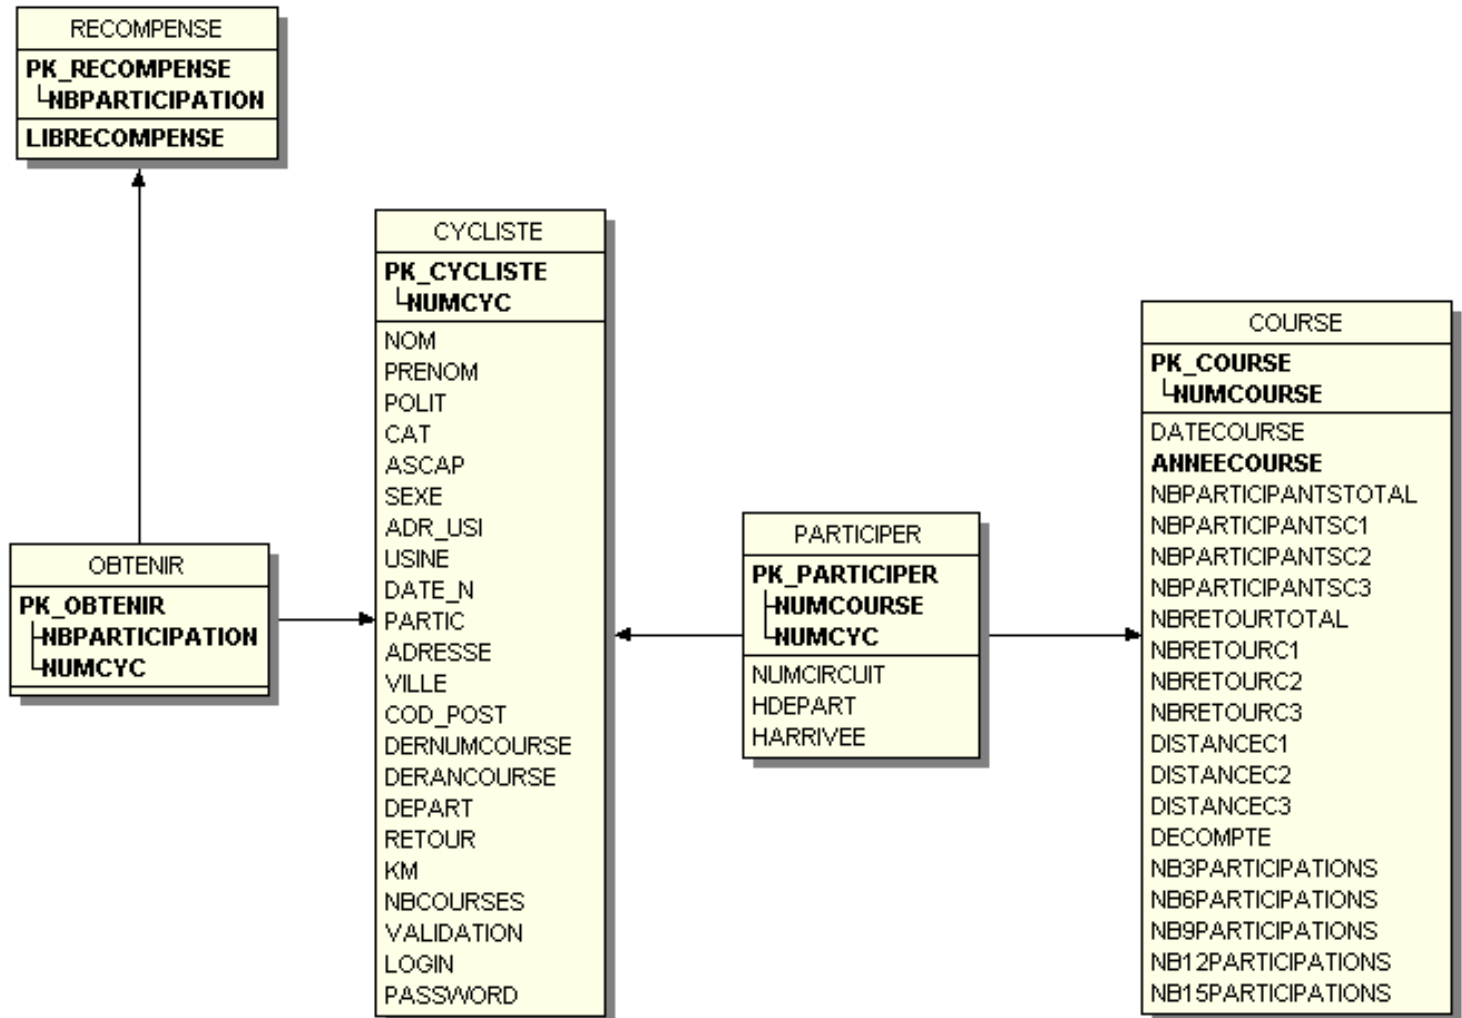 RECOMPENSE
PK_RECOMPENSE
NBPARTICIPATION
LIBRECOMPENSE
OBTENIR
PK_OBTENIR
NBPARTICIPATION
NUMCYC
CYCLISTE
PK_CYCLISTE
NUMCYC
NOM
PRENOM
POLIT
CAT
ASCAP
SEXE
ADR_USI
USINE
DATE_N
PARTIC
ADRESSE
VILLE
COD_POST
DERNUMCOURSE
DERANCOURSE
DEPART
RETOUR
KM
NBCOURSES
VALIDATION
LOGIN
PASSWORD
PARTICIPER
PK_PARTICIPER
NUMCOURSE
NUMCYC
NUMCIRCUIT
HDEPART
HARRIVEE
COURSE
PK_COURSE
NUMCOURSE
DATECOURSE
ANNEECOURSE
NBPARTICIPANTSTOTAL
NBPARTICIPANTSC1
NBPARTICIPANTSC2
NBPARTICIPANTSC3
NBRETOURTOTAL
NBRETOURC1
NBRETOURC2
NBRETOURC3
DISTANCEC1
DISTANCEC2
DISTANCEC3
DECOMPTE
NB3PARTICIPATIONS
NB6PARTICIPATIONS
NB9PARTICIPATIONS
NB12PARTICIPATIONS
NB15PARTICIPATIONS